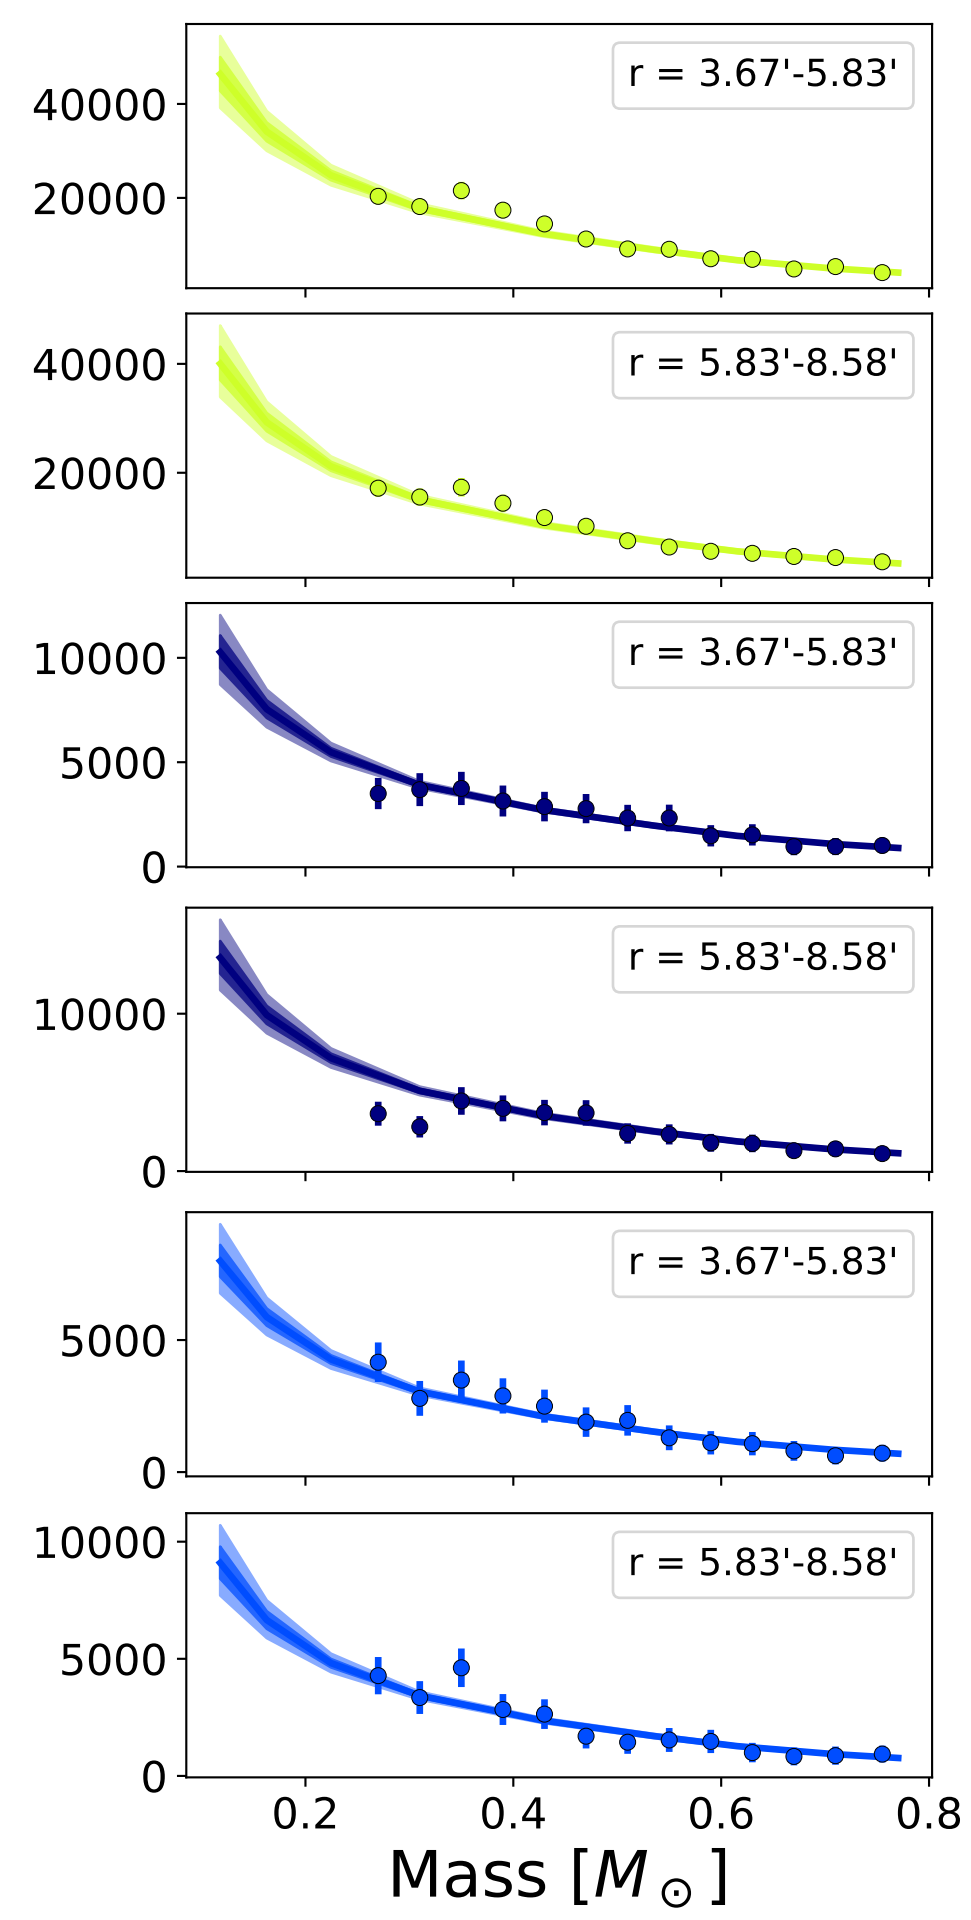 r = 3.67'-5.83'
40000
20000
r = 5.83'-8.58'
40000
20000
r = 3.67'-5.83'
10000
5000
0
r = 5.83'-8.58'
10000
0
r = 3.67'-5.83'
5000
0
r = 5.83'-8.58'
10000
5000
0
0.2 0.4 0.6 0.8
Mass [M⊙]